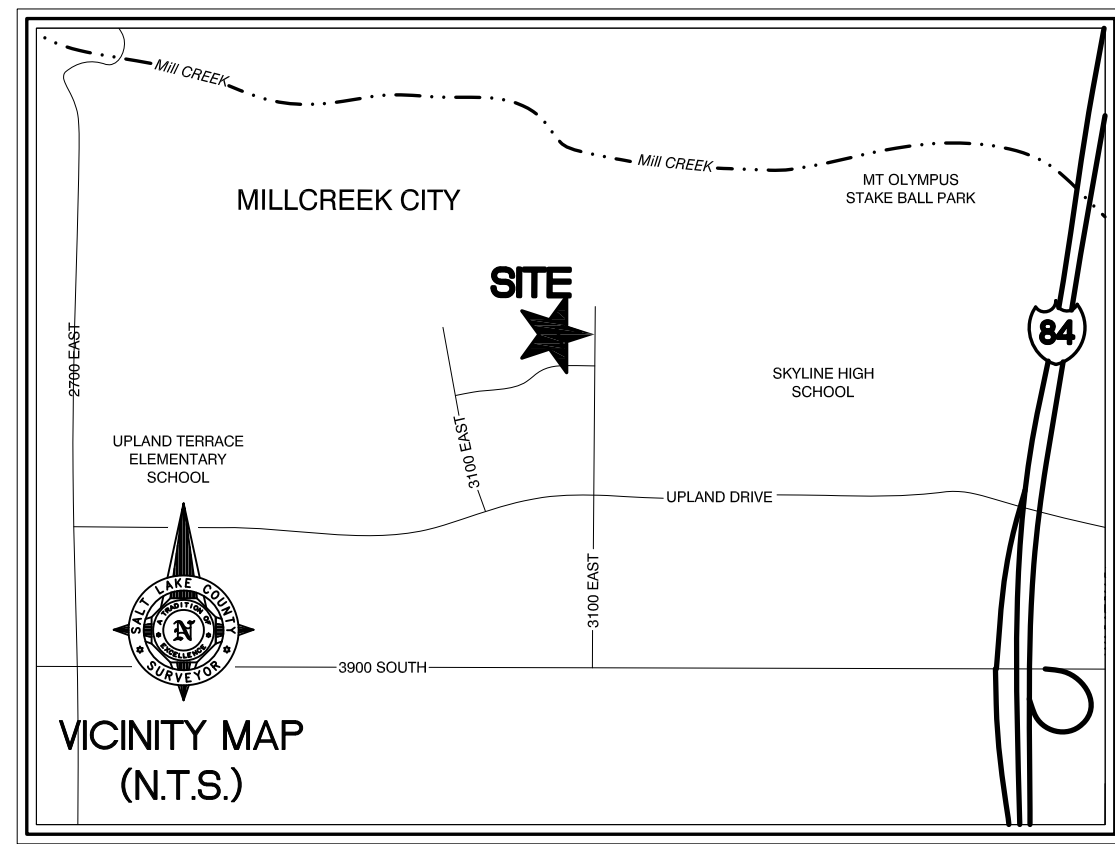 Mill CREEK
Mill CREEK
MT OLYMPUS
STAKE BALL PARK
MILLCREEK CITY
SITE
84
2700 EAST
SKYLINE HIGH
SCHOOL
3100 EAST
UPLAND TERRACE
ELEMENTARY
SCHOOL
UPLAND DRIVE
3100 EAST
SALT LAKE COUNTY
A TRADITION OF
N
EXCELLENCE
SURVEYOR
3900 SOUTH
VICINITY MAP
(N.T.S.)